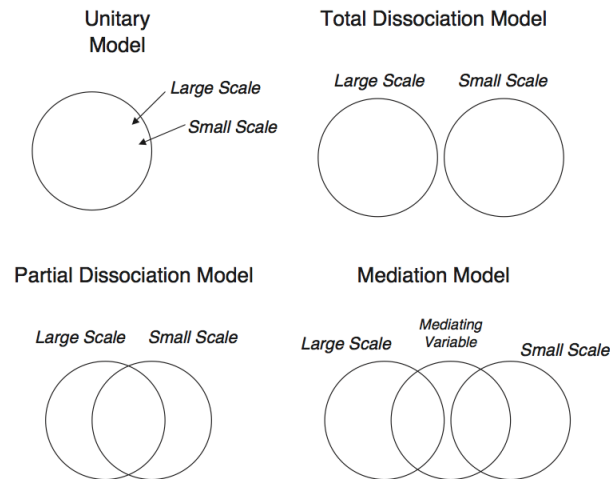 Unitary
Model
Large Scale
Small Scale
Total Dissociation Model
Large Scale Small Scale
Partial Dissociation Model
Large Scale Small Scale
Mediation Model
Large Scale
Mediating
Variable
Small Scale